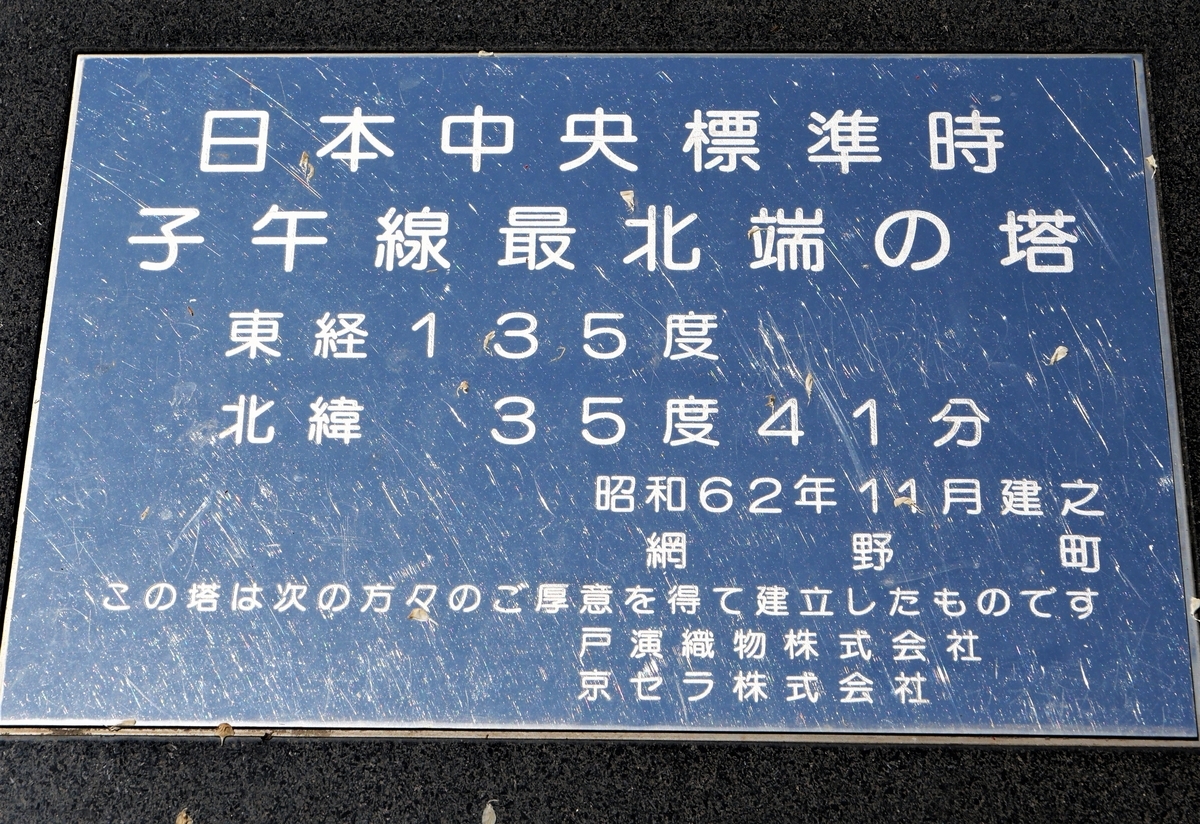 日本中央標準時
子午線最北端の塔
東経135度
北緯 35度41分
昭和62年11月建之
網野町
この塔は次の方々のご厚意を得て建立したものです
戸演織物株式会社
京セラ株式会社